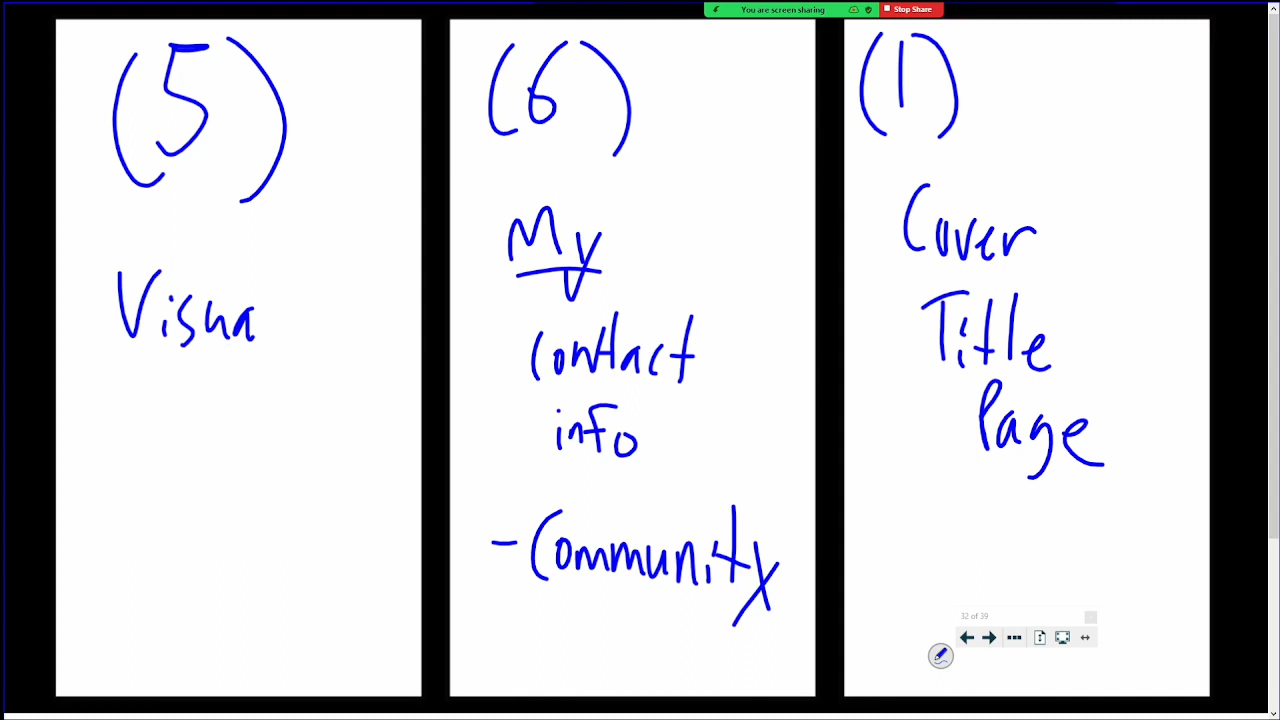 You are screen sharing
Stop Share
(5)
Visua
(6)
My
contact
info
- Community
(1)
Cover
Title
Page
32 of 39